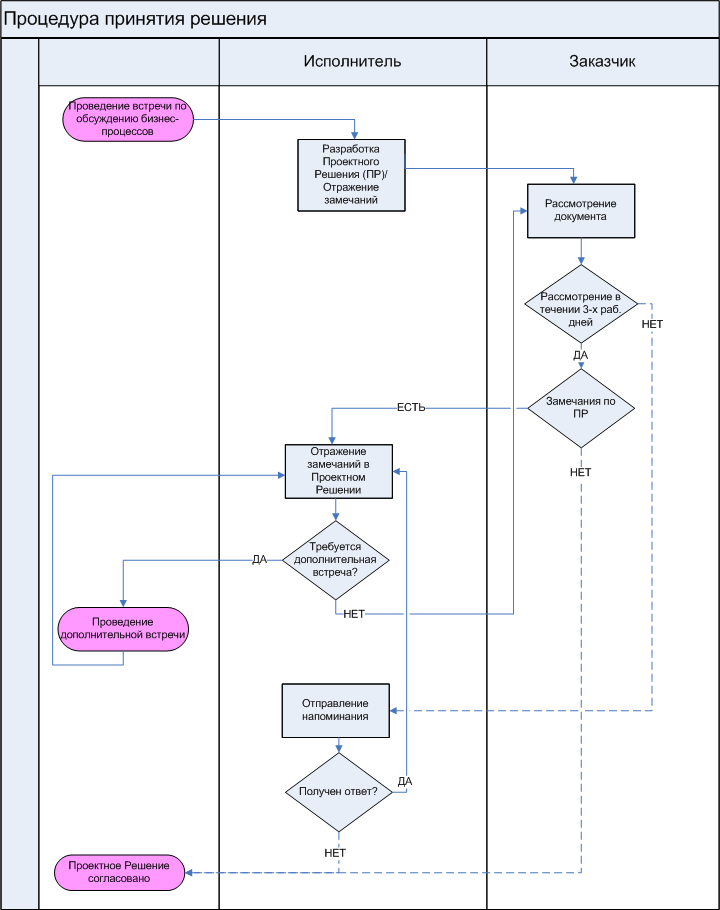 Процедура принятия решения
Исполнитель
Заказчик
Проведение встречи по
обсуждению бизнес-
процессов
Разработка
Проектного
Решения (ПР)/
Отражение
замечаний
Рассмотрение
документа
Рассмотрение в
течении 3-х раб.
дней
НЕТ
ДА
Замечания по
ПР
ЕСТЬ
НЕТ
Отражение
замечаний в
Проектном
Решении
Требуется
дополнительная
встреча?
ДА
НЕТ
Проведение
дополнительной встречи
Отправление
напоминания
Получен ответ?
ДА
НЕТ
Проектное Решение
согласовано